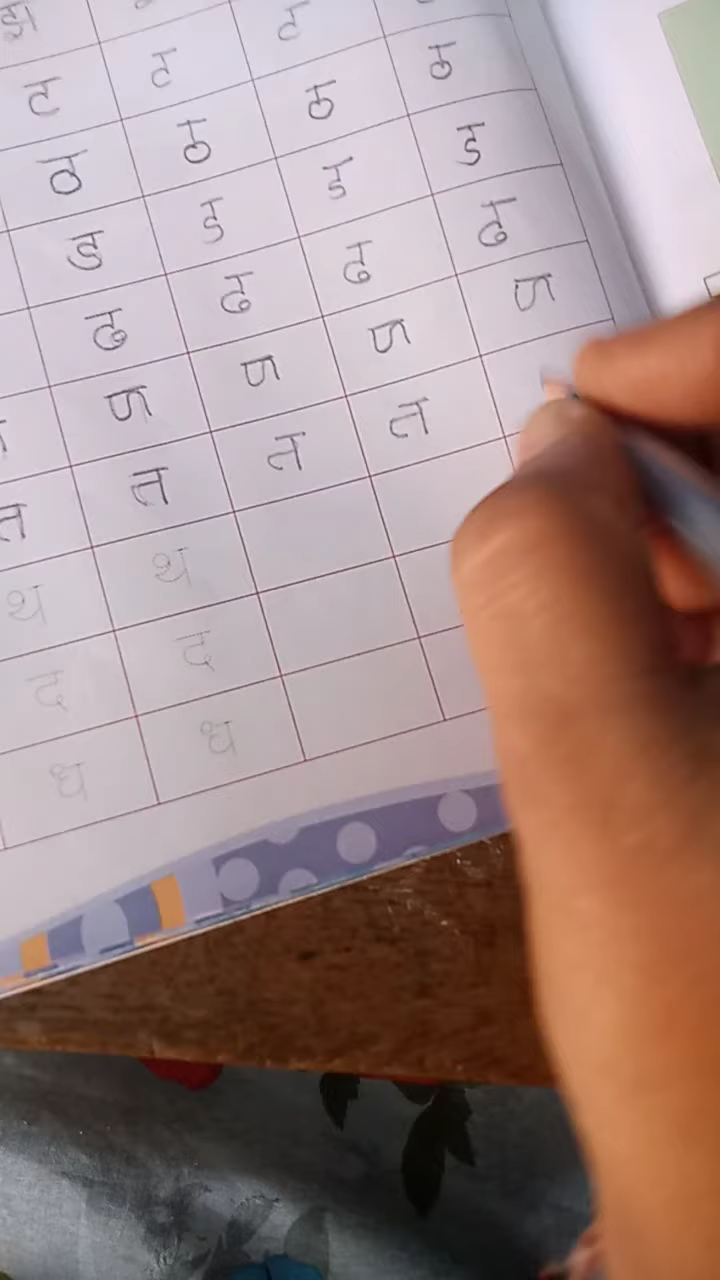 ट ट ट
ठ ठ ठ ठ
ड ड ड ड
ढ ढ ढ ढ
ण ण ण ण
त त त त
थ थ
द द
ध ध